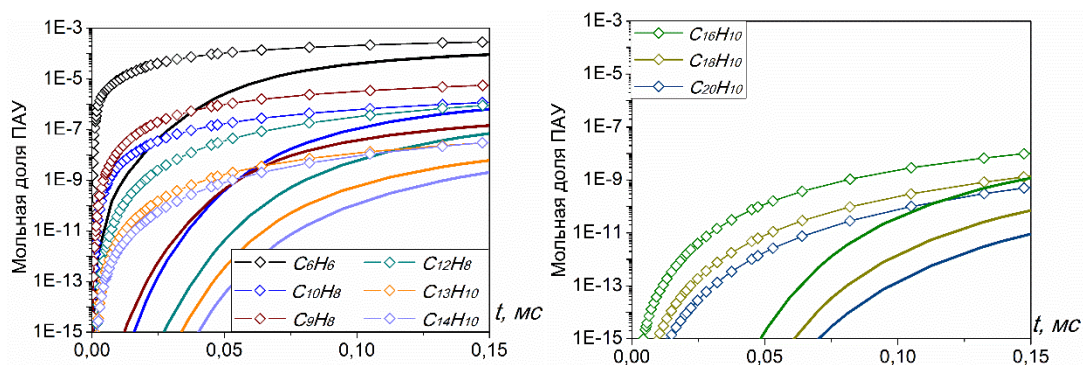 Мольная доля ПАУ
1E-3
1E-5
1E-7
1E-9
1E-11
1E-13
1E-15
0,00
0,05
0,10
0,15
t, мс
C6H6
C10H8
C9H8
C12H8
C13H10
C14H10
Мольная доля ПАУ
1E-3
1E-5
1E-7
1E-9
1E-11
1E-13
1E-15
0,00
0,05
0,10
0,15
t, мс
C16H10
C18H10
C20H10